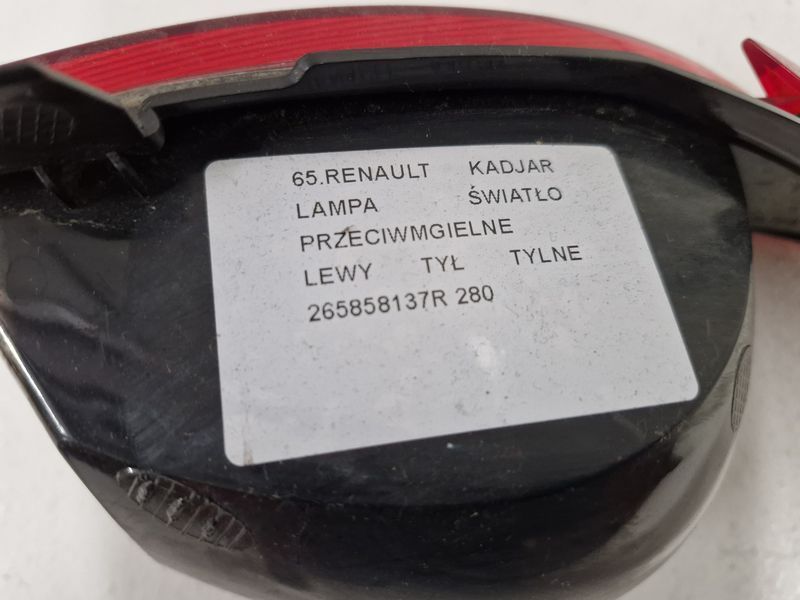 65.RENAULT KADJAR
LAMPA ŚWIATŁO
PRZECIWMGIELNE
LEWY TYŁ TYLNE
265858137R 280